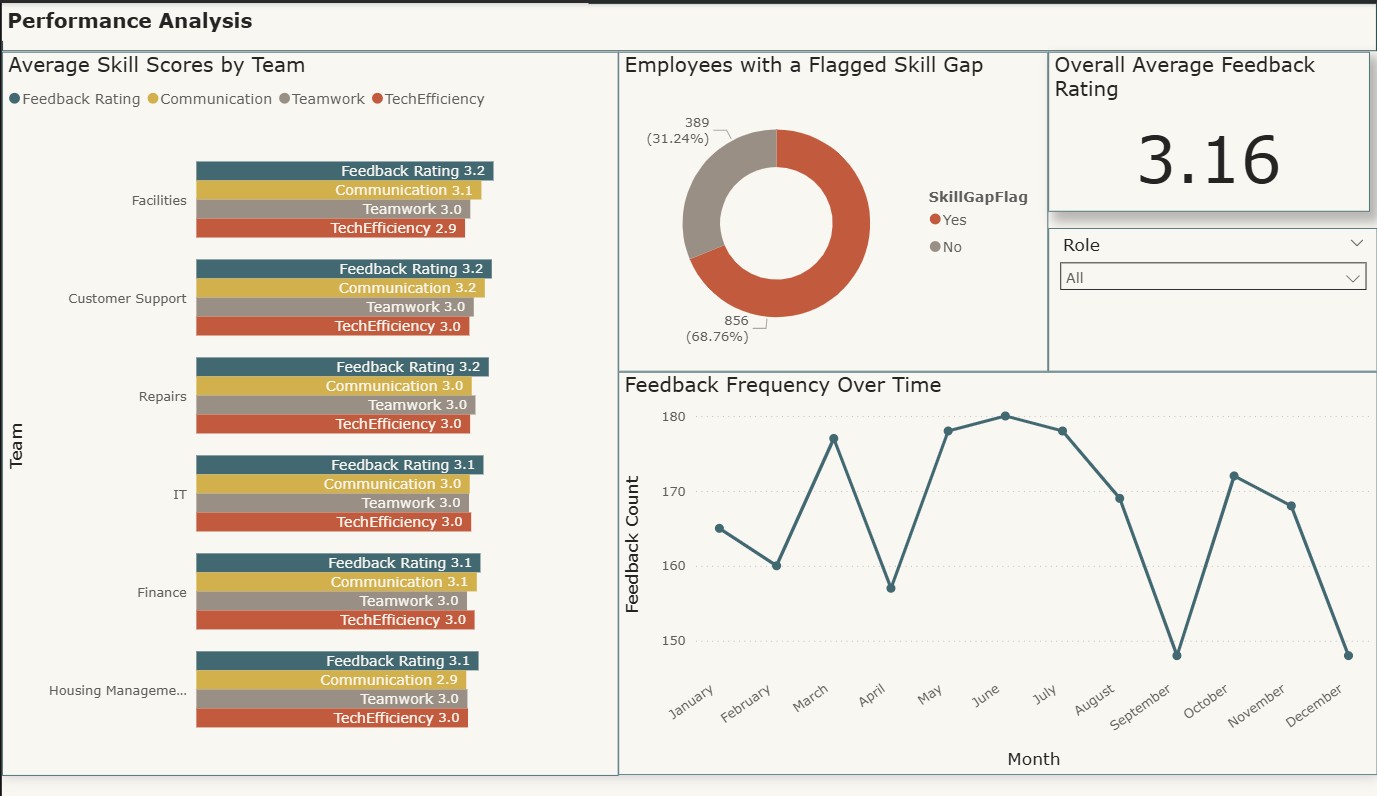 Performance Analysis
Average Skill Scores by Team
Feedback Rating Communication Teamwork TechEfficiency
Team
Facilities
Feedback Rating 3.2
Communication 3.1
Teamwork 3.0
TechEfficiency 2.9
Customer Support
Feedback Rating 3.2
Communication 3.2
Teamwork 3.0
TechEfficiency 3.0
Repairs
Feedback Rating 3.2
Communication 3.0
Teamwork 3.0
TechEfficiency 3.0
IT
Feedback Rating 3.1
Communication 3.0
Teamwork 3.0
TechEfficiency 3.0
Finance
Feedback Rating 3.1
Communication 3.1
Teamwork 3.0
TechEfficiency 3.0
Housing Manageme...
Feedback Rating 3.1
Communication 2.9
Teamwork 3.0
TechEfficiency 3.0
Employees with a Flagged Skill Gap
389
(31.24%)
856
(68.76%)
SkillGapFlag
Yes
No
Overall Average Feedback
Rating
3.16
Role
All
Feedback Frequency Over Time
Feedback Count
180
170
160
150
January
February
March
April
May
June
July
August
September
October
November
December
Month